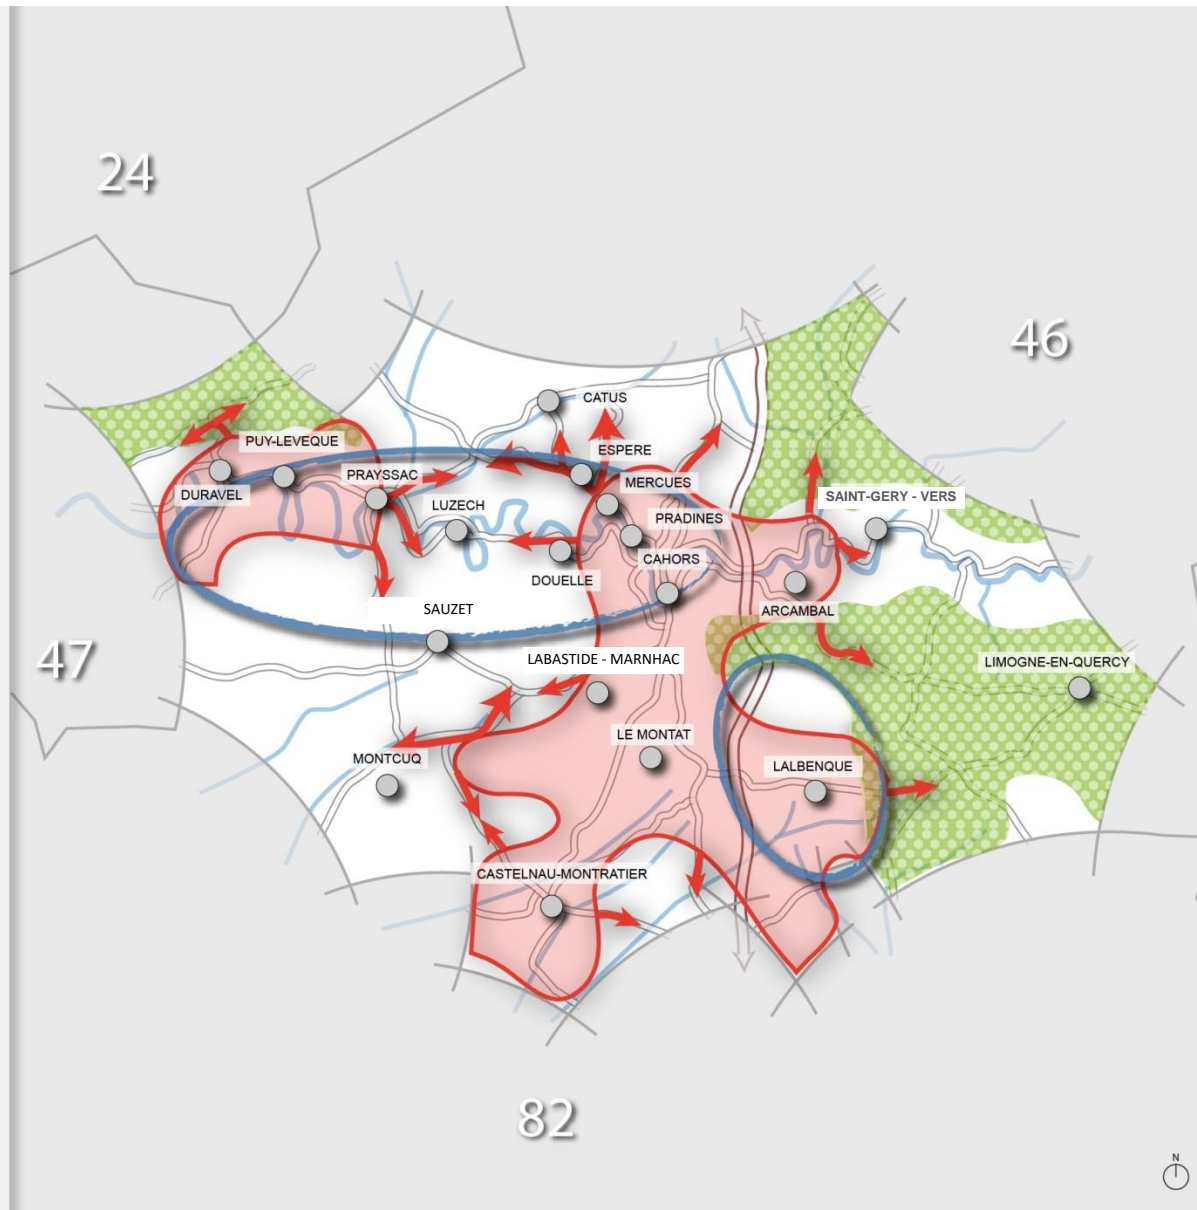 24
46
CATUS
PUY-LEVEQUE
ESPERE
PRAYSSAC
MERCUES
DURAVEL
SAINT-GERY - VERS
LUZECH
PRADINES
CAHORS
DOUELLE
SAUZET
ARCAMBAL
47
LABASTIDE - MARNHAC
LIMOGNE-EN-QUERCY
LE MONTAT
MONTCUQ
LALBENQUE
CASTELNAU-MONTRATIER
82
N